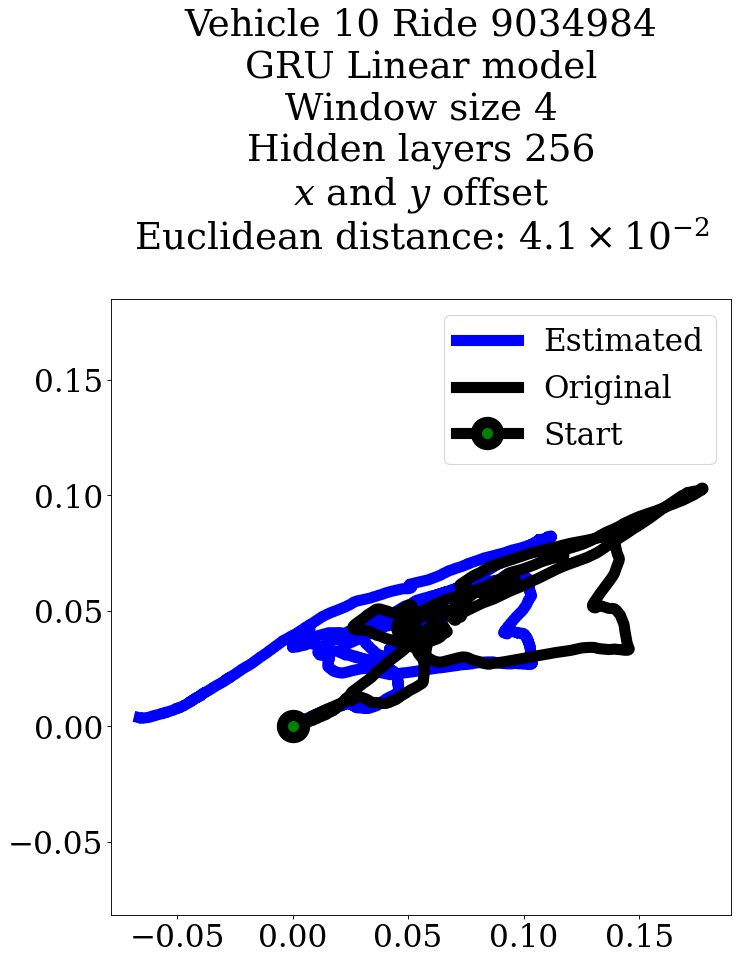 Vehicle 10 Ride 9034984
GRU Linear model
Window size 4
Hidden layers 256
x and y offset
Euclidean distance: 4.1 × 10⁻²
Estimated
Original
Start
0.15
0.10
0.05
0.00
−0.05
−0.05 0.00 0.05 0.10 0.15